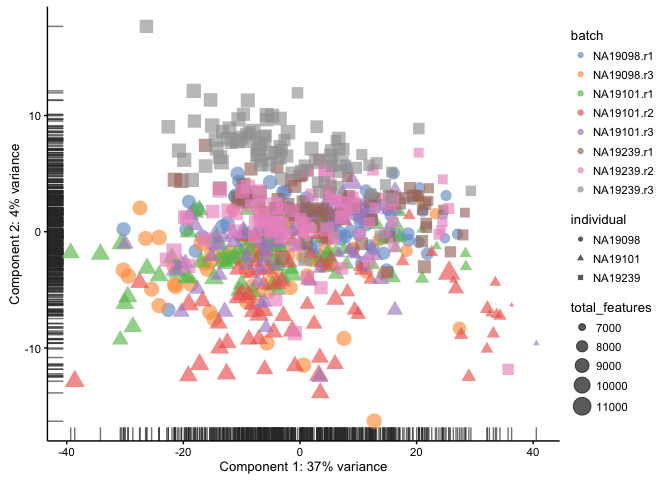 10
0
-10
Component 2: 4% variance
-40
-20
0
20
40
Component 1: 37% variance
batch
NA19098.r1
NA19098.r3
NA19101.r1
NA19101.r2
NA19101.r3
NA19239.r1
NA19239.r2
NA19239.r3
individual
NA19098
NA19101
NA19239
total_features
7000
8000
9000
10000
11000